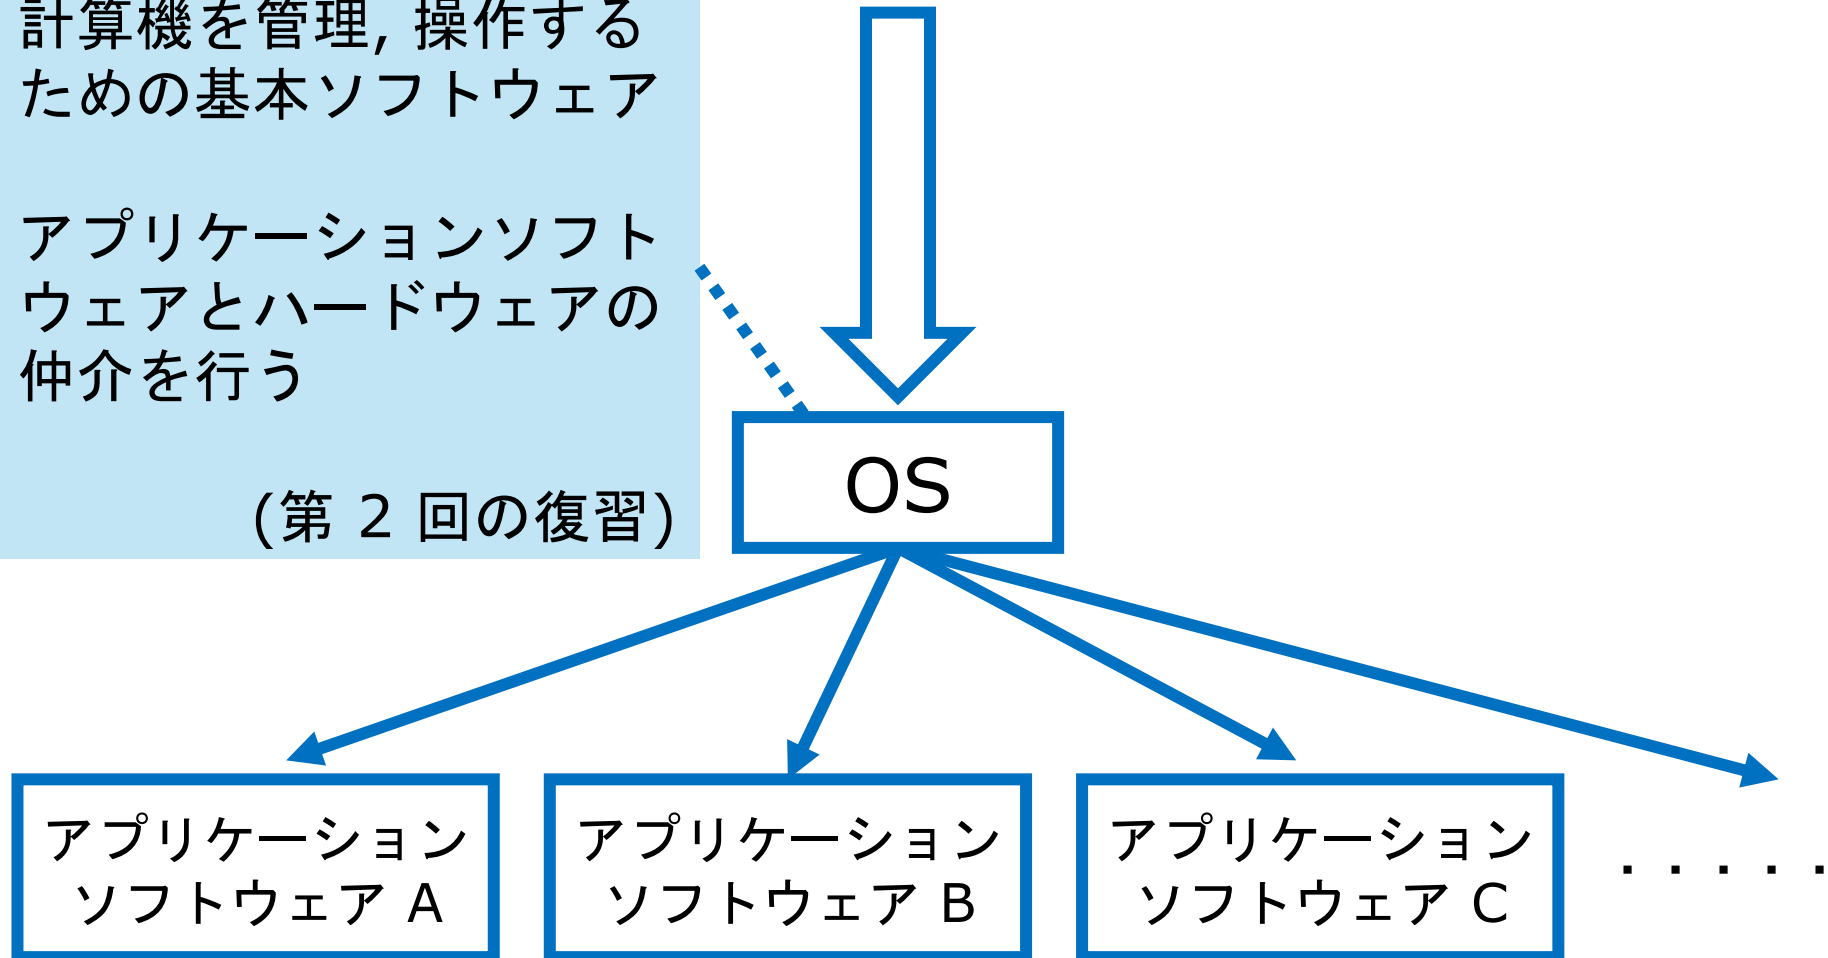 計算機を管理, 操作する
ための基本ソフトウェア
アプリケーションソフト
ウェアとハードウェアの
仲介を行う
(第 2 回の復習)
OS
アプリケーション
ソフトウェア A
アプリケーション
ソフトウェア B
アプリケーション
ソフトウェア C
. . . . .